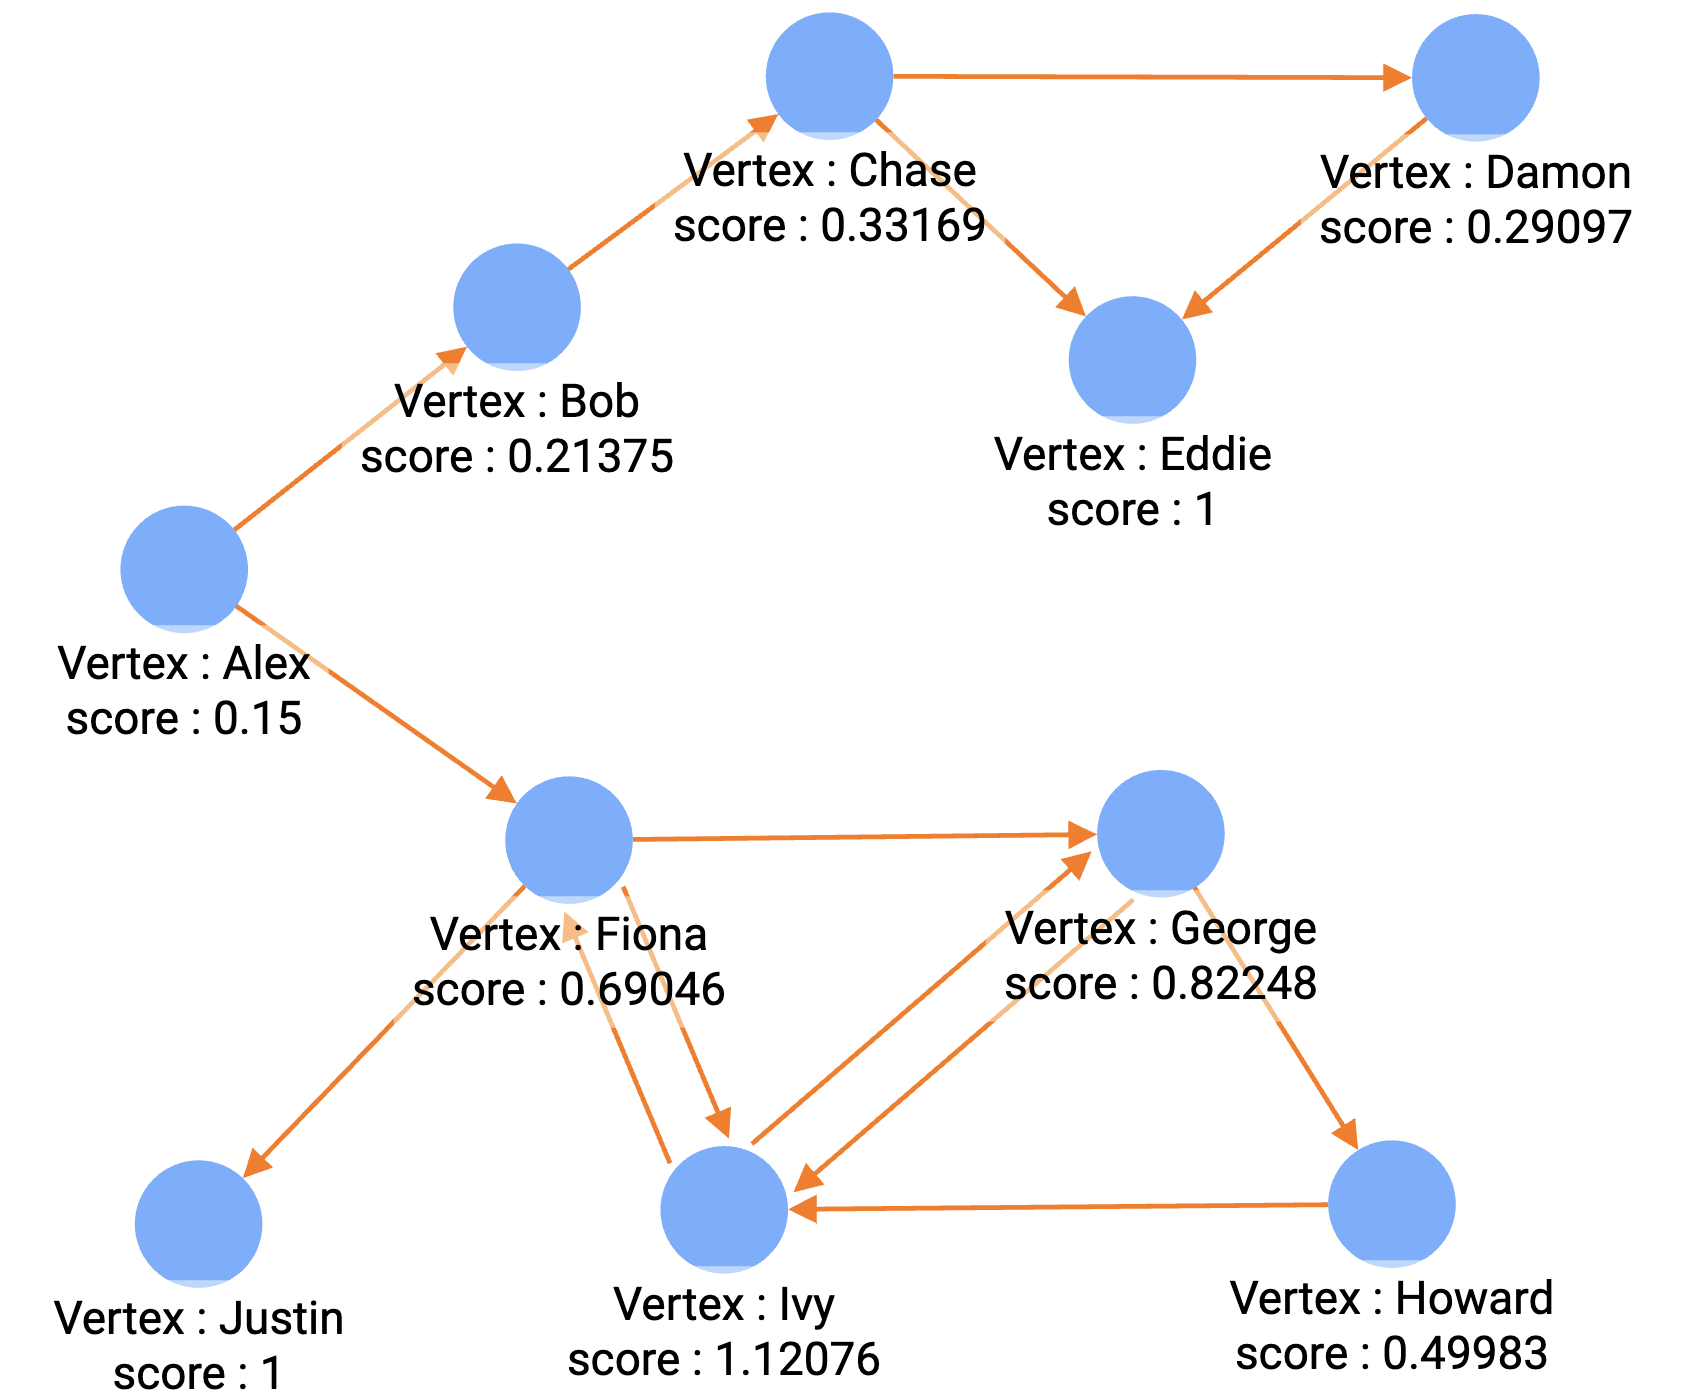 Vertex : Chase
score : 0.33169
Vertex : Damon
score : 0.29097
Vertex : Bob
score : 0.21375
Vertex : Eddie
score : 1
Vertex : Alex
score : 0.15
Vertex : Fiona
score : 0.69046
Vertex : George
score : 0.82248
Vertex : Justin
score : 1
Vertex : Ivy
score : 1.12076
Vertex : Howard
score : 0.49983